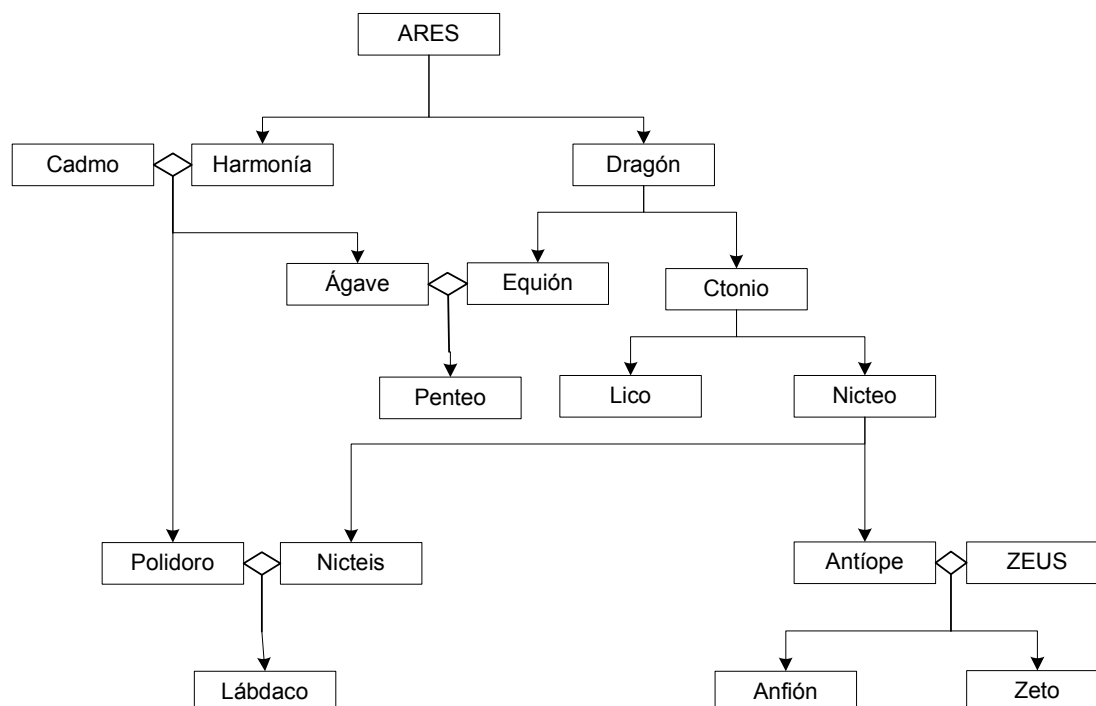 ARES
Cadmo
Harmonía
Dragón
Ágave
Equión
Ctonio
Penteo
Lico
Nicteo
Polidoro
Nicteis
Antíope
ZEUS
Lábdaco
Anfión
Zeto